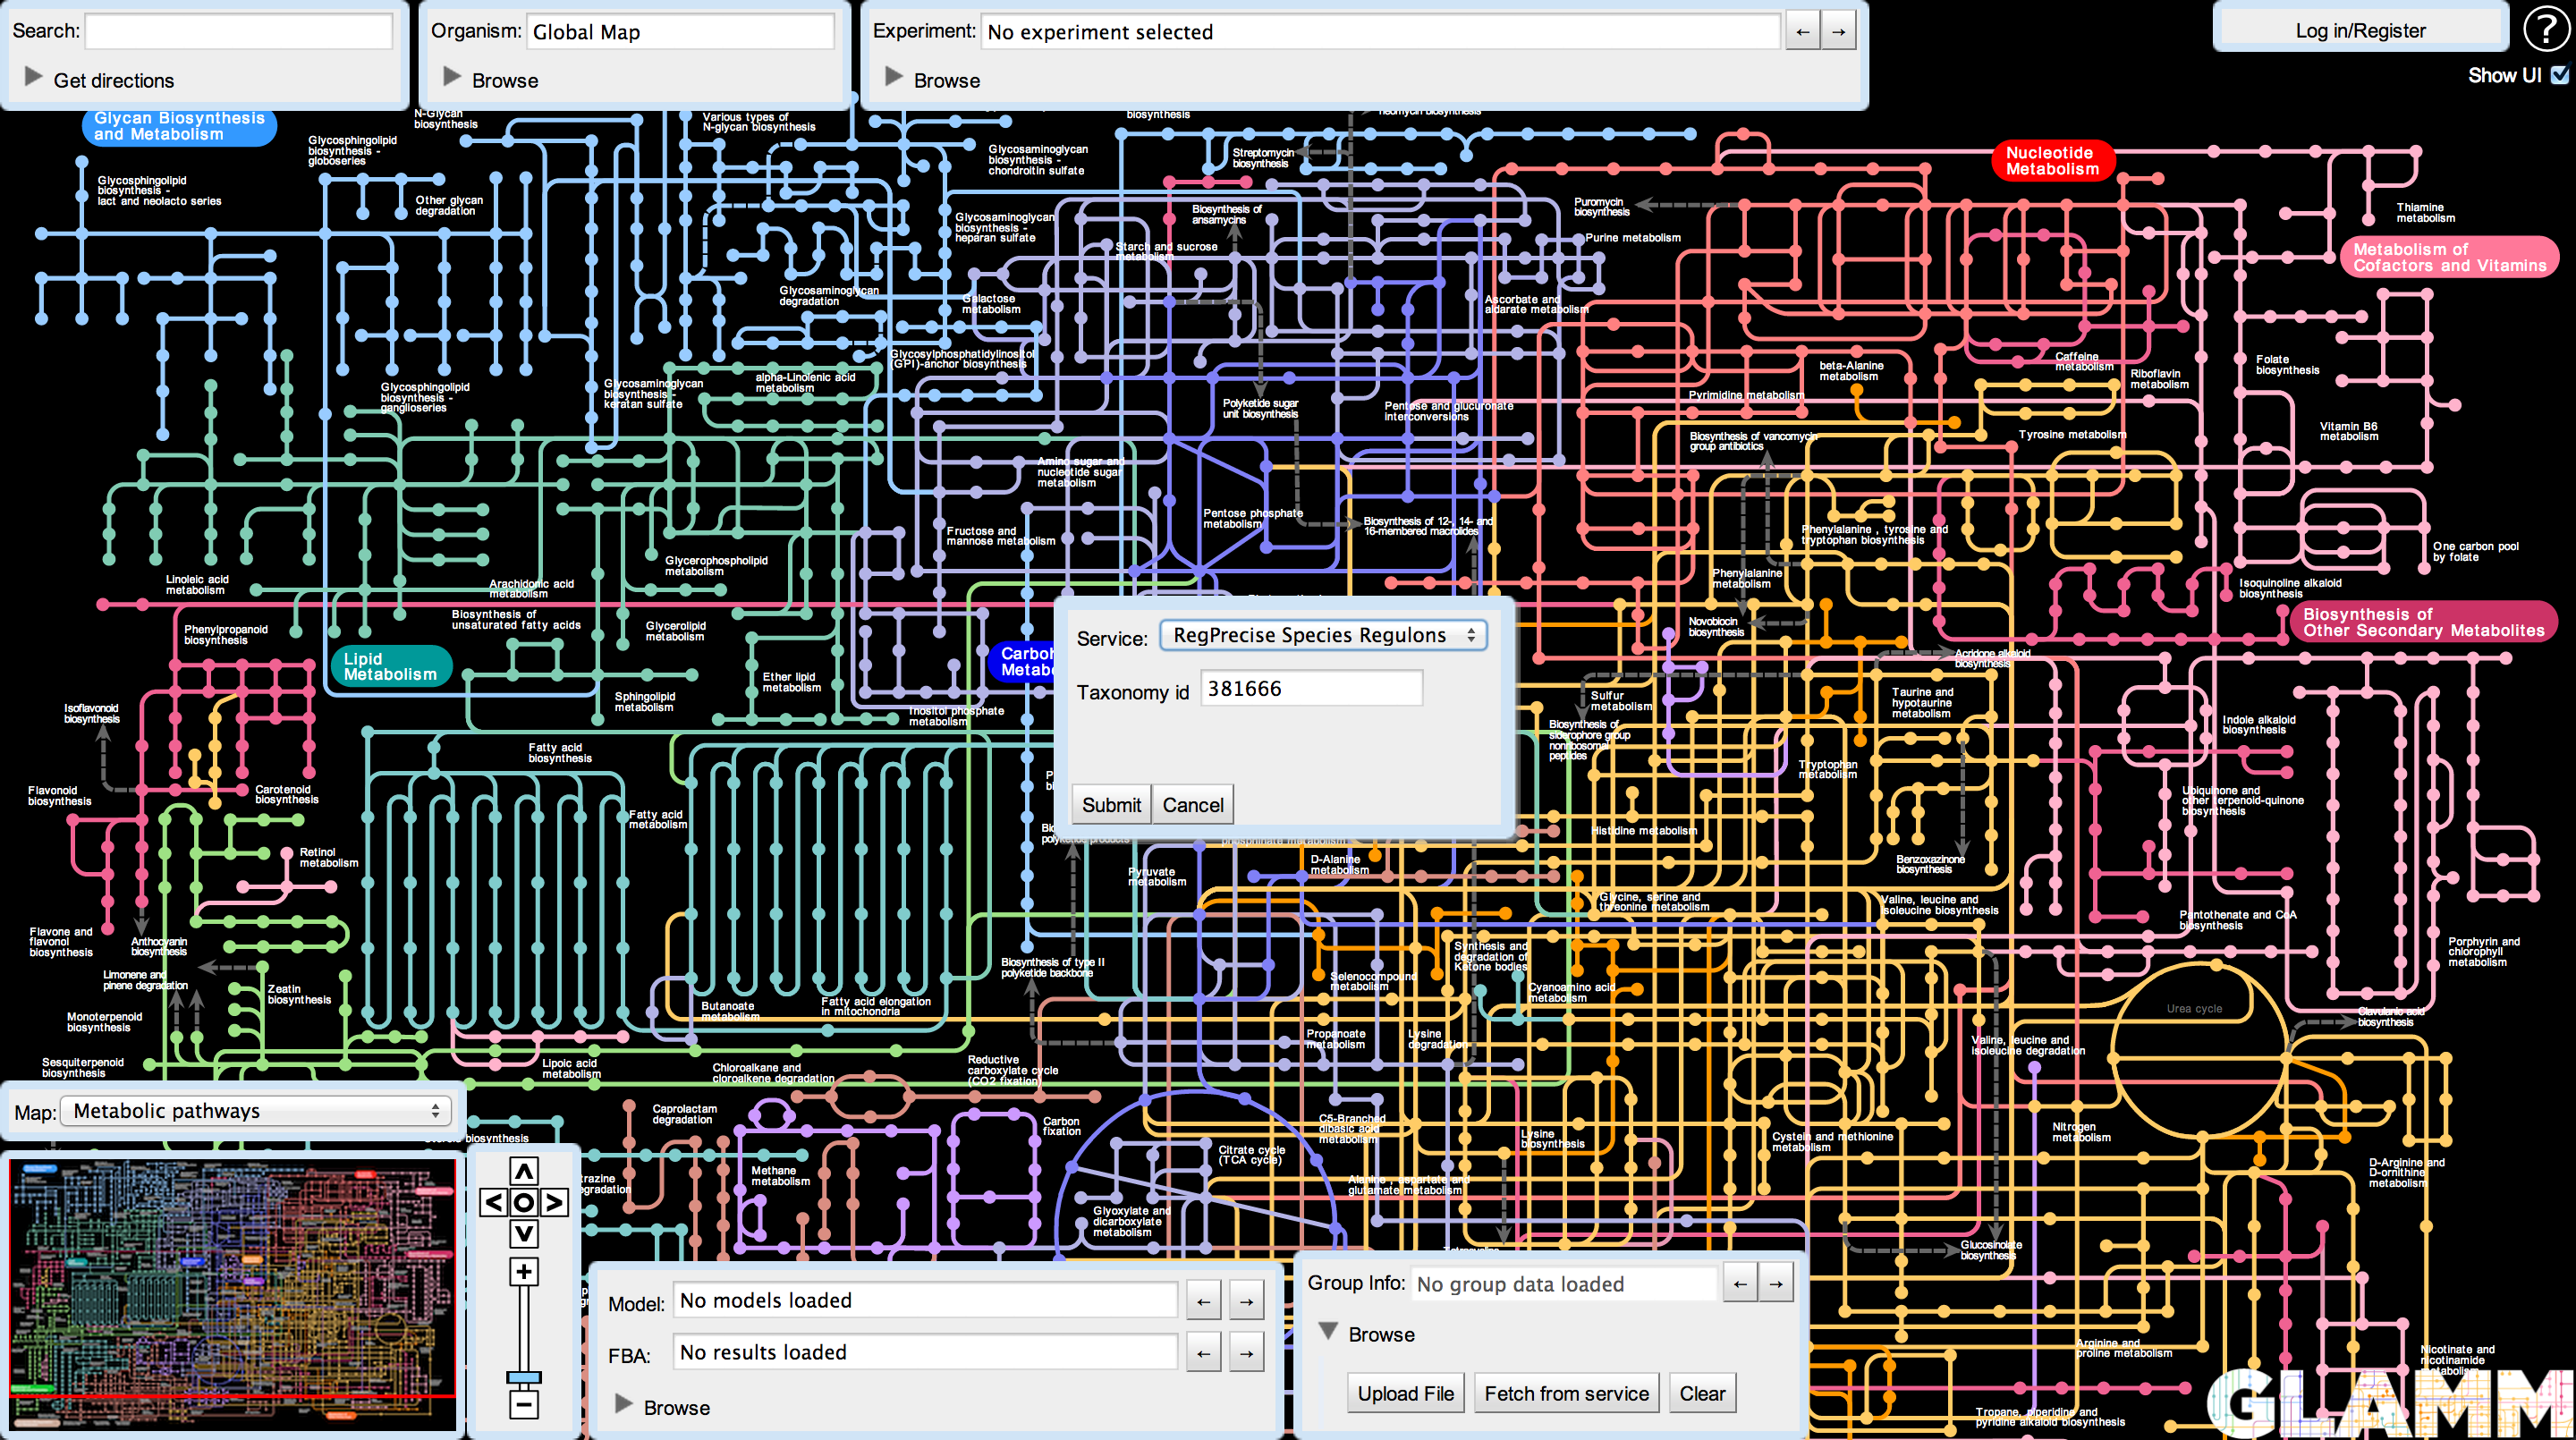 Search:
Get directions
Organism: Global Map
Browse
Experiment: No experiment selected
← →
Browse
Log in/Register
?
Show UI
Glycan Biosynthesis
and Metabolism
N-Glycan
biosynthesis
Various types of
N-glycan biosynthesis
biosynthesis
Glycosphingolipid
biosynthesis -
globoseries
Glycosaminoglycan
biosynthesis -
chondroitin sulfate
Streptomycin
biosynthesis
Nucleotide
Metabolism
Glycosphingolipid
biosynthesis -
lact and neolacto series
Other glycan
degradation
Glycosaminoglycan
biosynthesis -
heparan sulfate
Biosynthesis of
ansamycins
Puromycin
biosynthesis
Thiamine
metabolism
Starch and sucrose
metabolism
Purine metabolism
Metabolism of
Cofactors and Vitamins
Glycosaminoglycan
degradation
Galactose
metabolism
Ascorbate and
aldarate metabolism
Glycosylphosphatidylinositol
(GPI)-anchor biosynthesis
Caffeine
metabolism
Folate
biosynthesis
beta-Alanine
metabolism
Riboflavin
metabolism
Glycosphingolipid
biosynthesis -
ganglioseries
Glycosaminoglycan
biosynthesis -
keratan sulfate
alpha-Linolenic acid
metabolism
Polyketide sugar
unit biosynthesis
Pentose and glucuronate
interconversions
Pyrimidine metabolism
Biosynthesis of vancomycin
group antibiotics
Tyrosine metabolism
Vitamin B6
metabolism
Amino sugar and
nucleotide sugar
metabolism
Pentose phosphate
metabolism
Biosynthesis of 12-, 14- and
16-membered macrolides
Fructose and
mannose metabolism
Phenylalanine , tyrosine and
tryptophan biosynthesis
One carbon pool
by folate
Linoleic acid
metabolism
Arachidonic acid
metabolism
Glycerophospholipid
metabolism
Phenylalanine
metabolism
Isoquinoline alkaloid
biosynthesis
Biosynthesis of
unsaturated fatty acids
Glycerolipid
metabolism
Novobiocin
biosynthesis
Biosynthesis of
Other Secondary Metabolites
Phenylpropanoid
biosynthesis
Lipid
Metabolism
Carboh
Metabo
Service: RegPrecise Species Regulons
Taxonomy id 381666
Submit Cancel
Acridone alkaloid
biosynthesis
Ether lipid
metabolism
Sphingolipid
metabolism
Inositol phosphate
metabolism
Sulfur
metabolism
Taurine and
hypotaurine
metabolism
Isoflavonoid
biosynthesis
Biosynthesis of
siderophore group
nonribosomal
peptides
Indole alkaloid
biosynthesis
Fatty acid
biosynthesis
Tryptophan
metabolism
Flavonoid
biosynthesis
Carotenoid
biosynthesis
Fatty acid
metabolism
Ubiquinone and
other terpenoid-quinone
biosynthesis
Histidine metabolism
Retinol
metabolism
Pyruvate
metabolism
D-Alanine
metabolism
Benzoxazinone
biosynthesis
Glycine, serine and
threonine metabolism
Valine, leucine and
isoleucine biosynthesis
Pantothenate and CoA
biosynthesis
Flavone and
flavonol
biosynthesis
Anthocyanin
biosynthesis
Synthesis and
degradation of
Ketone bodies
Porphyrin and
chlorophyll
metabolism
Limonene and
pinene degradation
Zeatin
biosynthesis
Biosynthesis of type II
polyketide backbone
Selenocompound
metabolism
Cyanoamino acid
metabolism
Butanoate
metabolism
Fatty acid elongation
in mitochondria
Urea cycle
Clavulanic acid
biosynthesis
Monoterpenoid
biosynthesis
Propanoate
metabolism
Lysine
degradation
Valine, leucine and
isoleucine degradation
Sesquiterpenoid
biosynthesis
Lipoic acid
metabolism
Chloroalkane and
cloroalkene degradation
Reductive
carboxylate cycle
(CO2 fixation)
Map: Metabolic pathways
Caprolactam
degradation
Carbon
fixation
C5-Branched
dibasic acid
metabolism
Lysine
biosynthesis
Cystein and methionine
metabolism
Nitrogen
metabolism
Citrate cycle
(TCA cycle)
Methane
metabolism
Alanine , aspartate and
glutamate metabolism
D-Arginine and
D-ornithine
metabolism
Glyoxylate and
dicarboxylate
metabolism
Glucosinolate
biosynthesis
Model: No models loaded
← →
FBA: No results loaded
← →
Browse
Group Info: No group data loaded
← →
Browse
Upload File Fetch from service Clear
Arginine and
proline metabolism
Nicotinate and
nicotinamide
Tropane, piperidine and
pyridine alkaloid biosynthesis
GLAMM